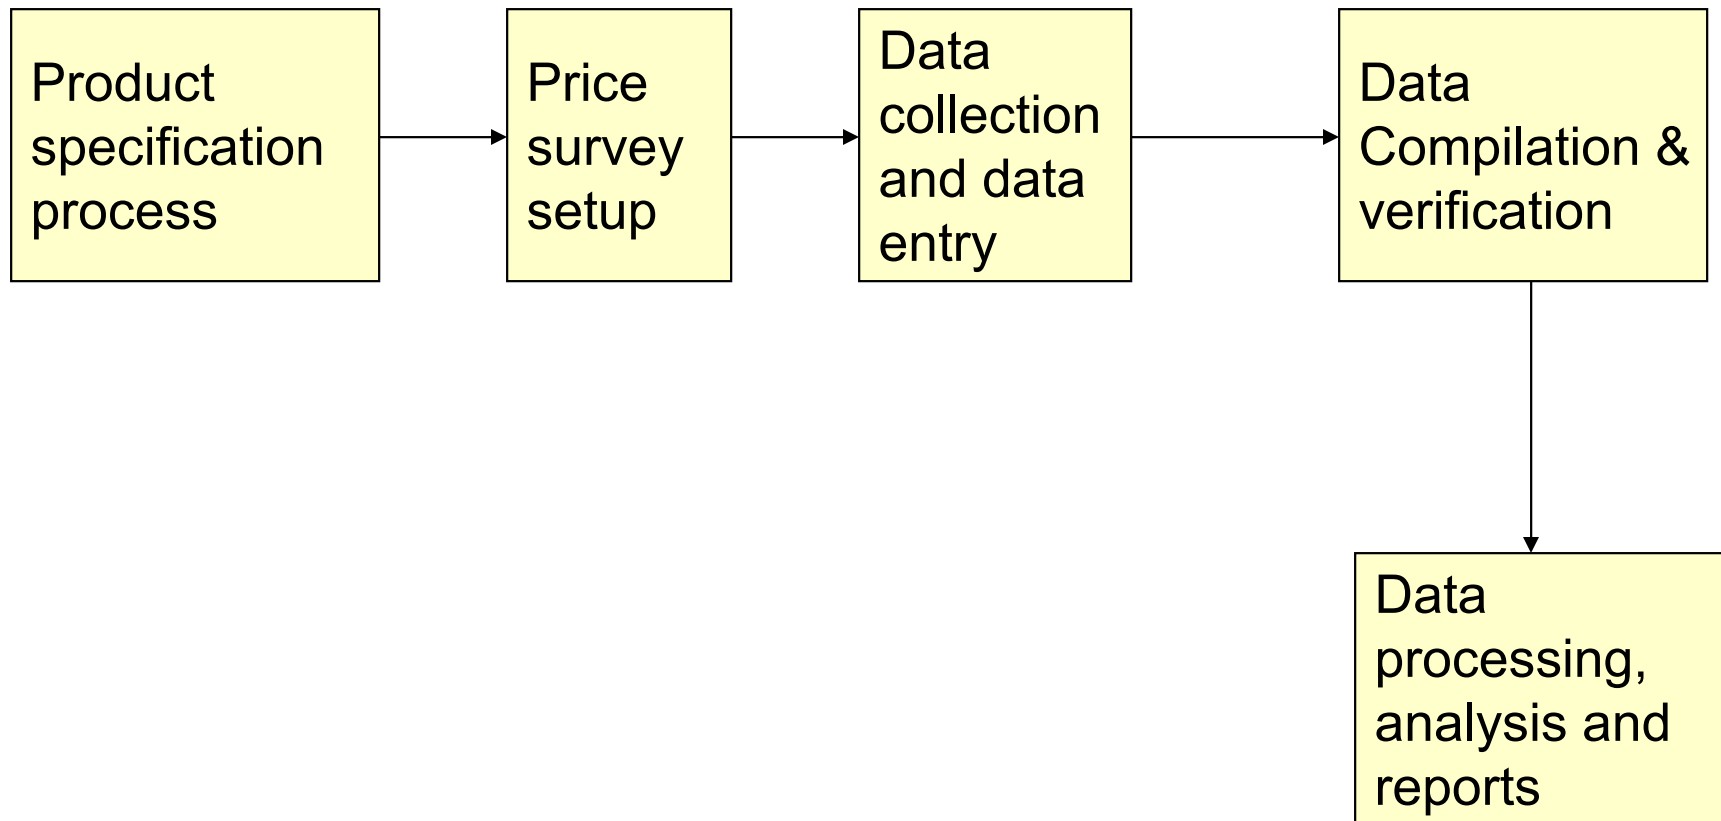 Product
specification
process
Price
survey
setup
Data
collection
and data
entry
Data
Compilation &
verification
Data
processing,
analysis and
reports